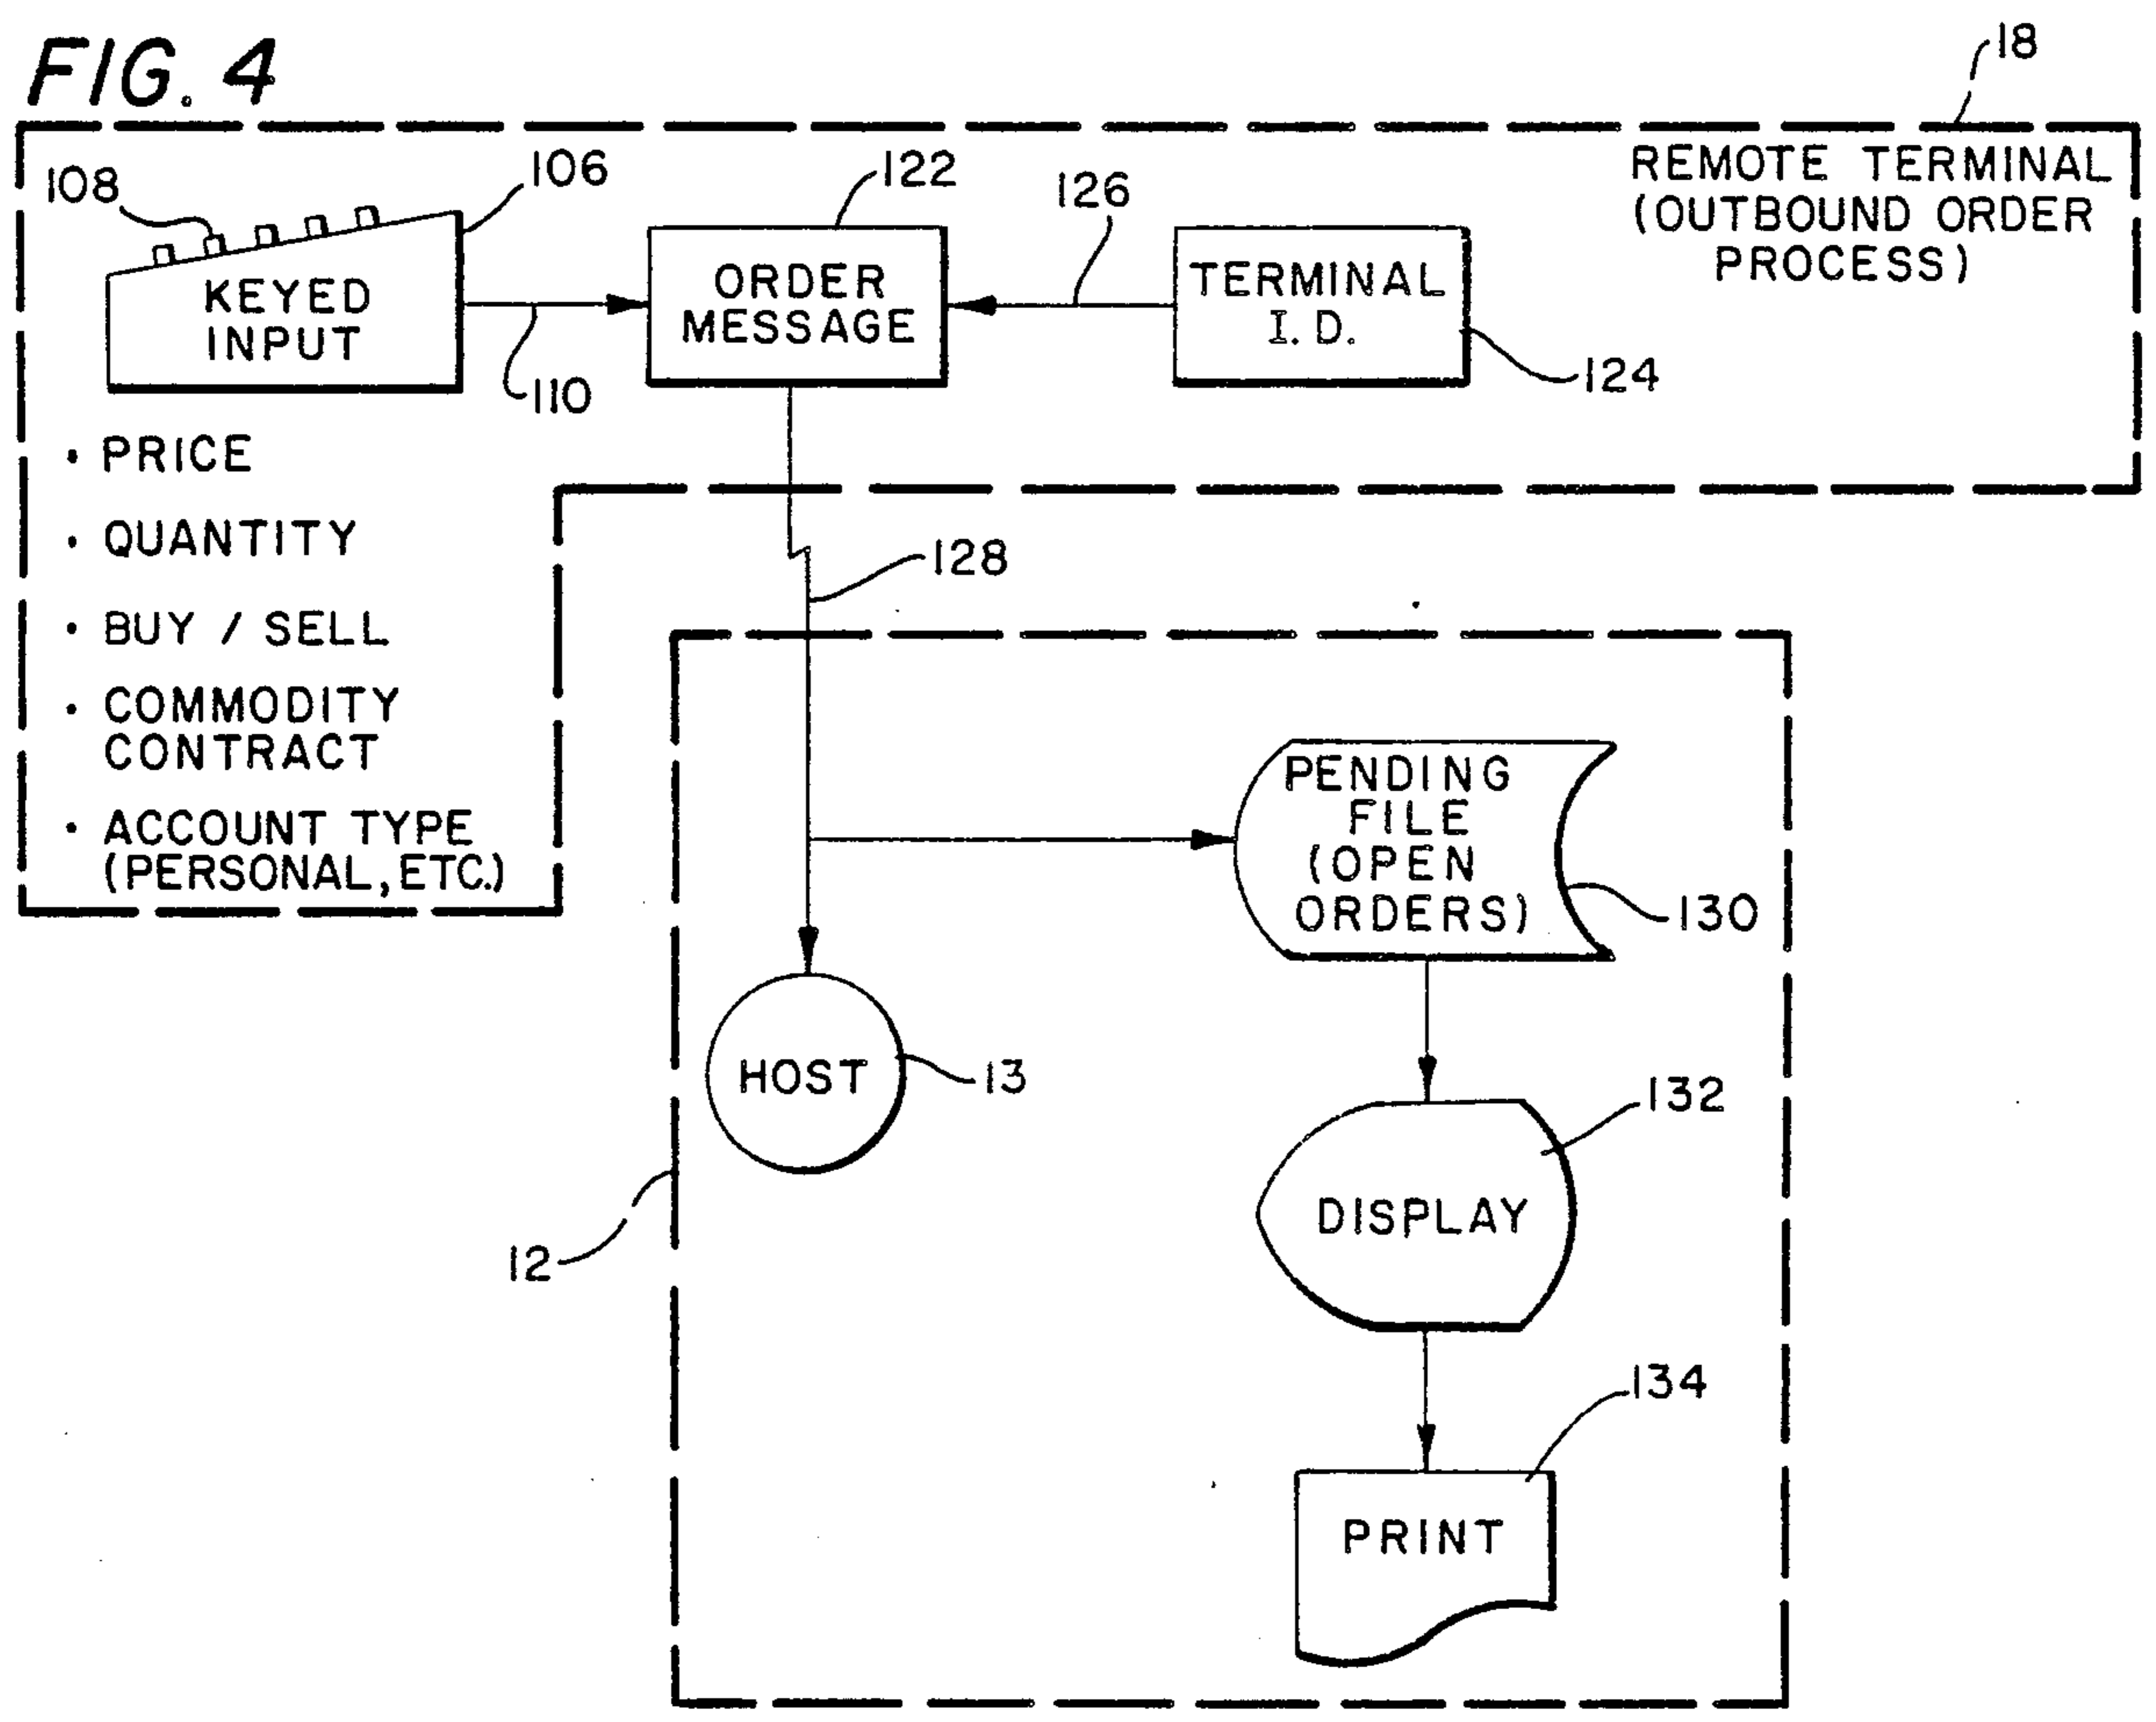 FIG. 4
18
REMOTE TERMINAL
(OUTBOUND ORDER
PROCESS)
108
106
KEYED
INPUT
110
122
ORDER
MESSAGE
126
TERMINAL
I.D.
124
• PRICE
• QUANTITY
• BUY / SELL
• COMMODITY
CONTRACT
• ACCOUNT TYPE
(PERSONAL, ETC.)
128
PENDING
FILE
(OPEN
ORDERS)
130
HOST
13
132
DISPLAY
12
134
PRINT